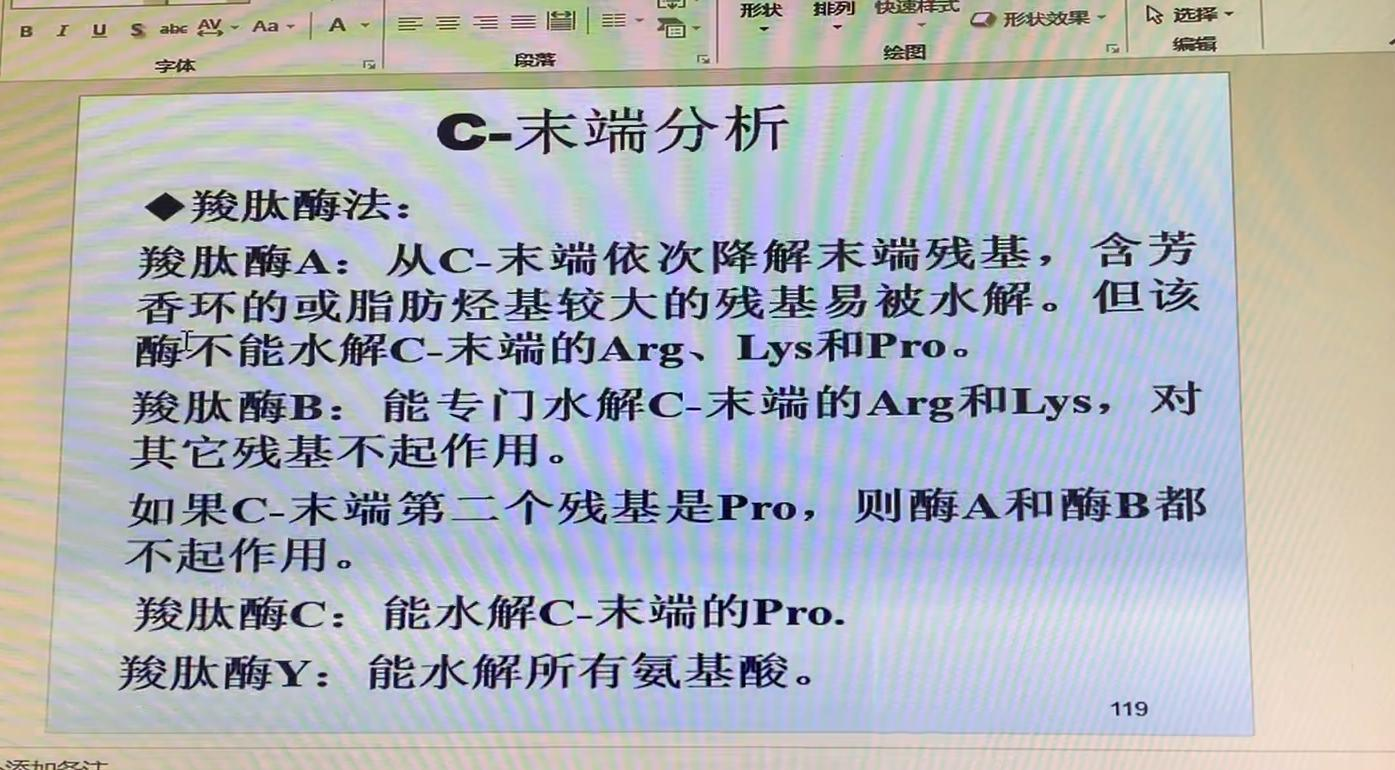 B I U S abc AV Aa A
字体
段落
形状
排列
快速样式
形状效果
绘图
选择
编辑
C-末端分析
◆羧肽酶法：
羧肽酶A：从C-末端依次降解末端残基，含芳
香环的或脂肪烃基较大的残基易被水解。但该
酶不能水解C-末端的Arg、Lys和Pro。
羧肽酶B：能专门水解C-末端的Arg和Lys，对
其它残基不起作用。
如果C-末端第二个残基是Pro，则酶A和酶B都
不起作用。
羧肽酶C：能水解C-末端的Pro.
羧肽酶Y：能水解所有氨基酸。
119
添加备注